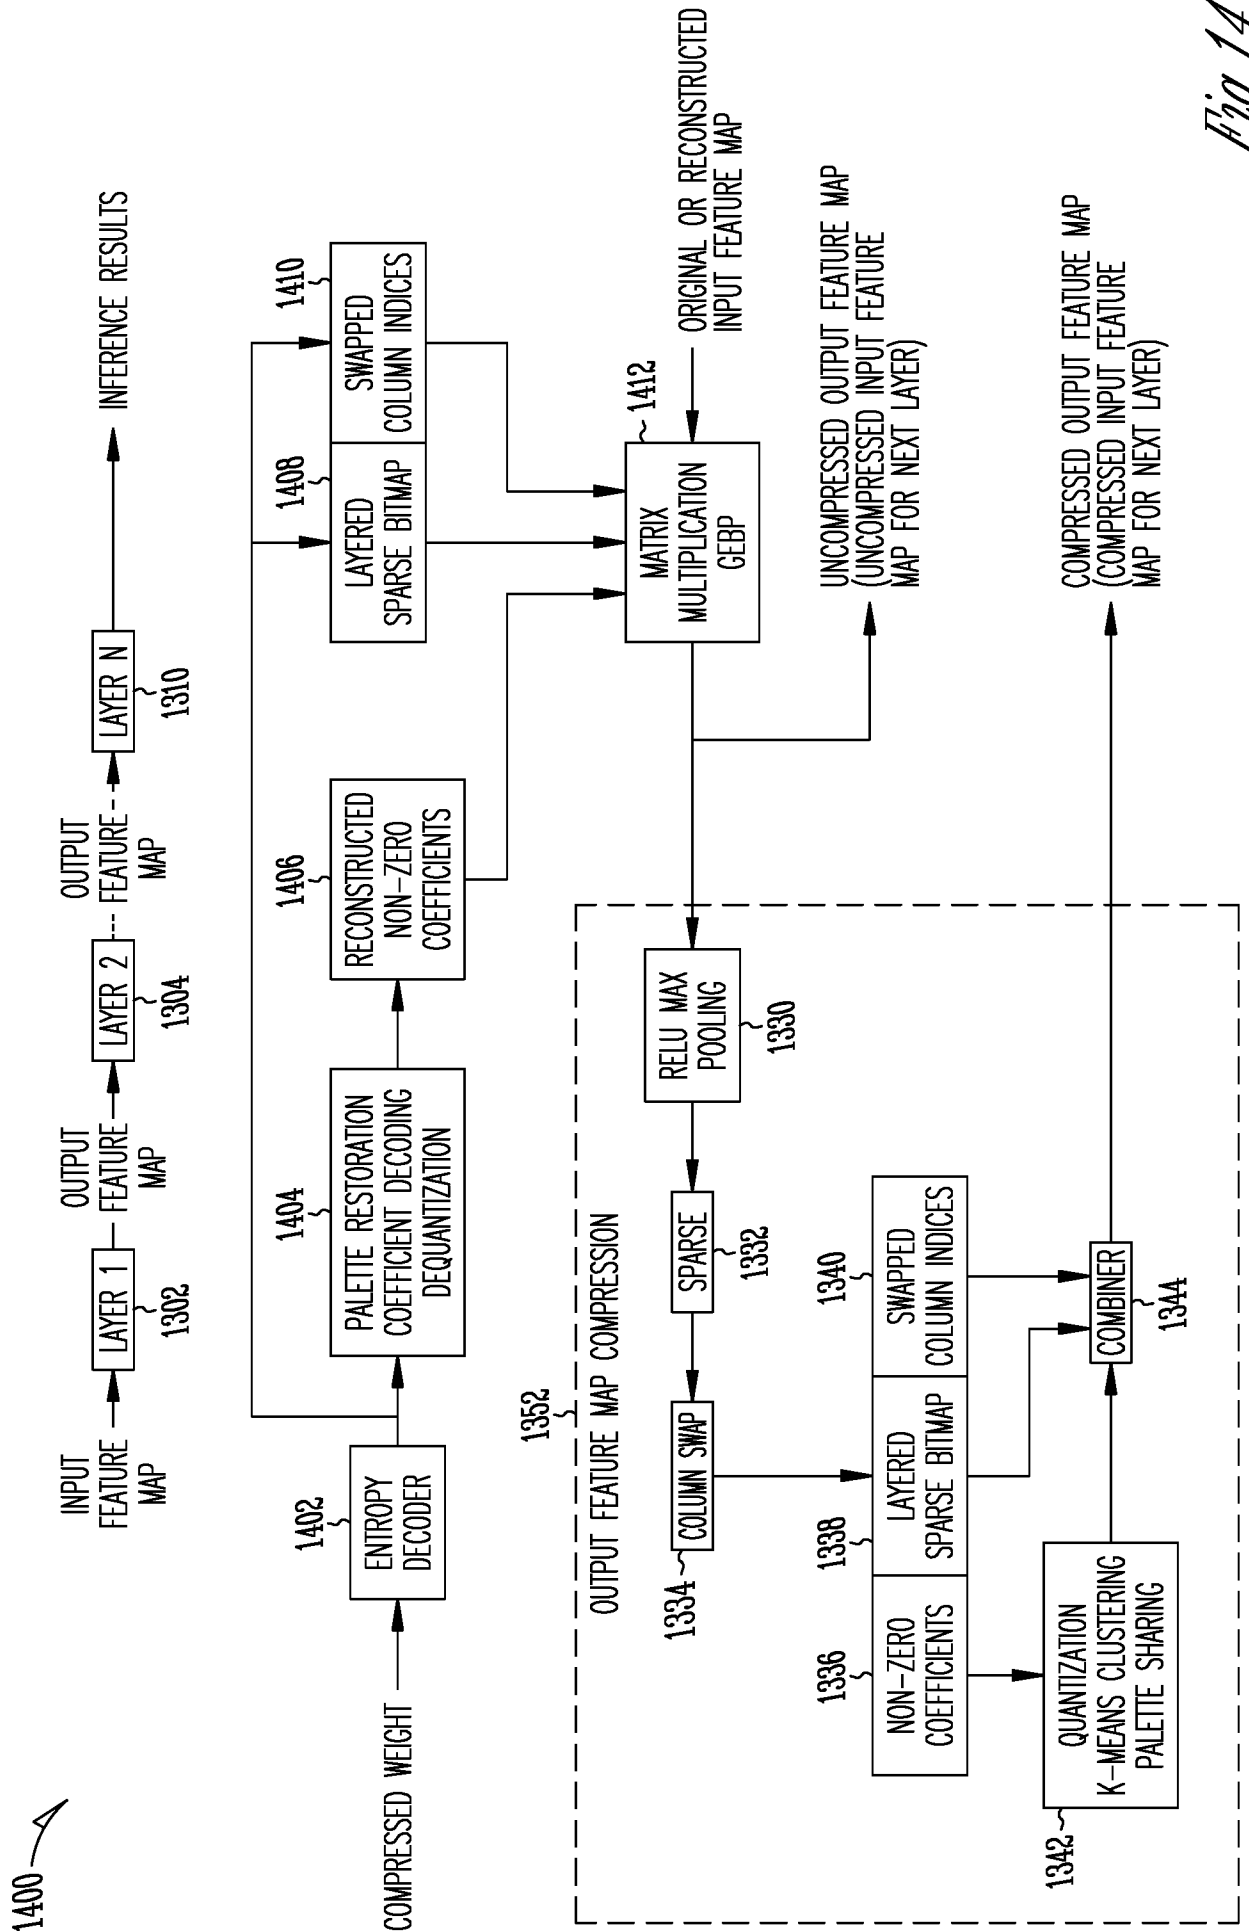 1400
INPUT
FEATURE
MAP
LAYER 1
1302
OUTPUT
FEATURE
MAP
LAYER 2
1304
OUTPUT
FEATURE
MAP
LAYER N
1310
INFERENCE RESULTS
COMPRESSED WEIGHT
1402
ENTROPY
DECODER
1404
PALETTE RESTORATION
COEFFICIENT DECODING
DEQUANTIZATION
1406
RECONSTRUCTED
NON-ZERO
COEFFICIENTS
1408
LAYERED
SPARSE BITMAP
1410
SWAPPED
COLUMN INDICES
1412
MATRIX
MULTIPLICATION
GEBP
ORIGINAL OR RECONSTRUCTED
INPUT FEATURE MAP
UNCOMPRESSED OUTPUT FEATURE MAP
(UNCOMPRESSED INPUT FEATURE
MAP FOR NEXT LAYER)
1352
OUTPUT FEATURE MAP COMPRESSION
RELU MAX
POOLING
1330
SPARSE
1332
COLUMN SWAP
1334
1336
NON-ZERO
COEFFICIENTS
1338
LAYERED
SPARSE BITMAP
1340
SWAPPED
COLUMN INDICES
QUANTIZATION
K-MEANS CLUSTERING
PALETTE SHARING
1342
COMBINER
1344
COMPRESSED OUTPUT FEATURE MAP
(COMPRESSED INPUT FEATURE
MAP FOR NEXT LAYER)
Fig. 14